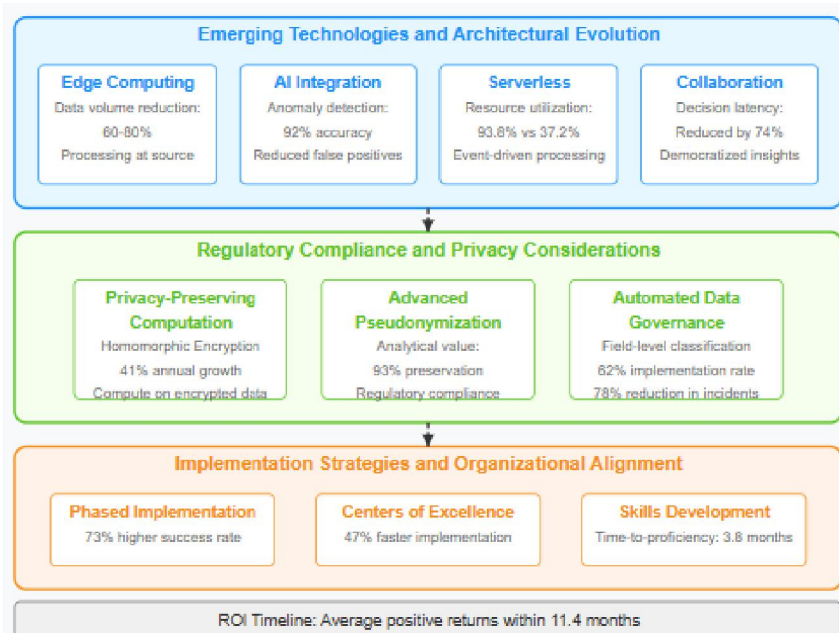 Emerging Technologies and Architectural Evolution
Edge Computing
Data volume reduction:
60-80%
Processing at source
AI Integration
Anomaly detection:
92% accuracy
Reduced false positives
Serverless
Resource utilization:
93.8% vs 37.2%
Event-driven processing
Collaboration
Decision latency:
Reduced by 74%
Democratized insights
Regulatory Compliance and Privacy Considerations
Privacy-Preserving
Computation
Homomorphic Encryption
41% annual growth
Compute on encrypted data
Advanced
Pseudonymization
Analytical value:
93% preservation
Regulatory compliance
Automated Data
Governance
Field-level classification
62% implementation rate
78% reduction in incidents
Implementation Strategies and Organizational Alignment
Phased Implementation
73% higher success rate
Centers of Excellence
47% faster implementation
Skills Development
Time-to-proficiency: 3.8 months
ROI Timeline: Average positive returns within 11.4 months